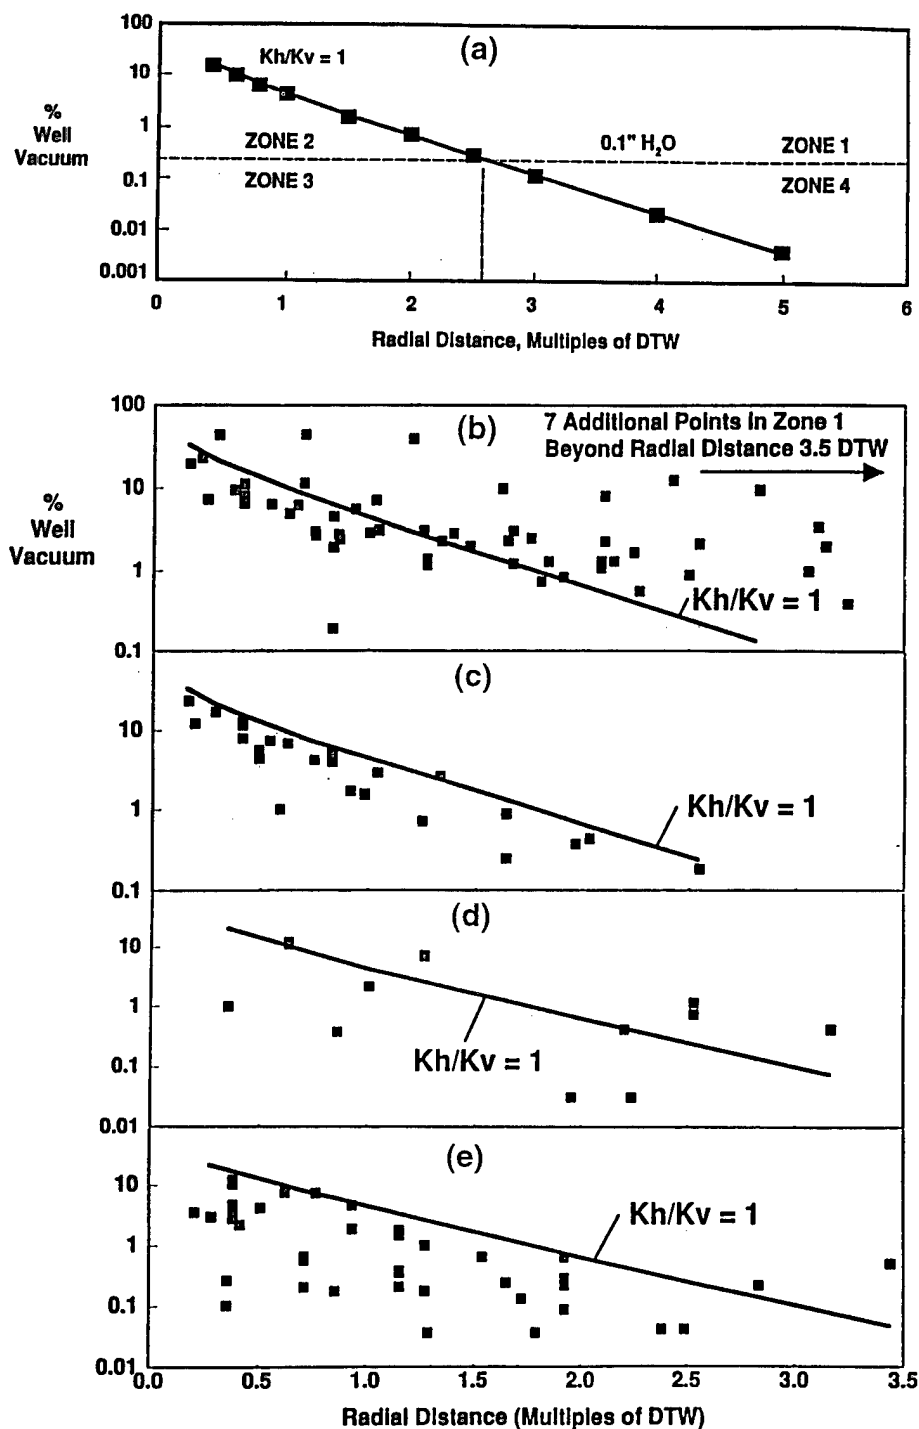 (a)
100
10
1
0.1
0.01
0.001
%
Well
Vacuum
Kh/Kv = 1
ZONE 2
0.1" H₂O
ZONE 1
ZONE 3
ZONE 4
0 1 2 3 4 5 6
Radial Distance, Multiples of DTW
(b)
100
10
1
0.1
%
Well
Vacuum
7 Additional Points in Zone 1
Beyond Radial Distance 3.5 DTW
Kh/Kv = 1
(c)
10
1
0.1
Kh/Kv = 1
(d)
10
1
0.1
0.01
Kh/Kv = 1
(e)
10
1
0.1
0.01
Kh/Kv = 1
0.0 0.5 1.0 1.5 2.0 2.5 3.0 3.5
Radial Distance (Multiples of DTW)